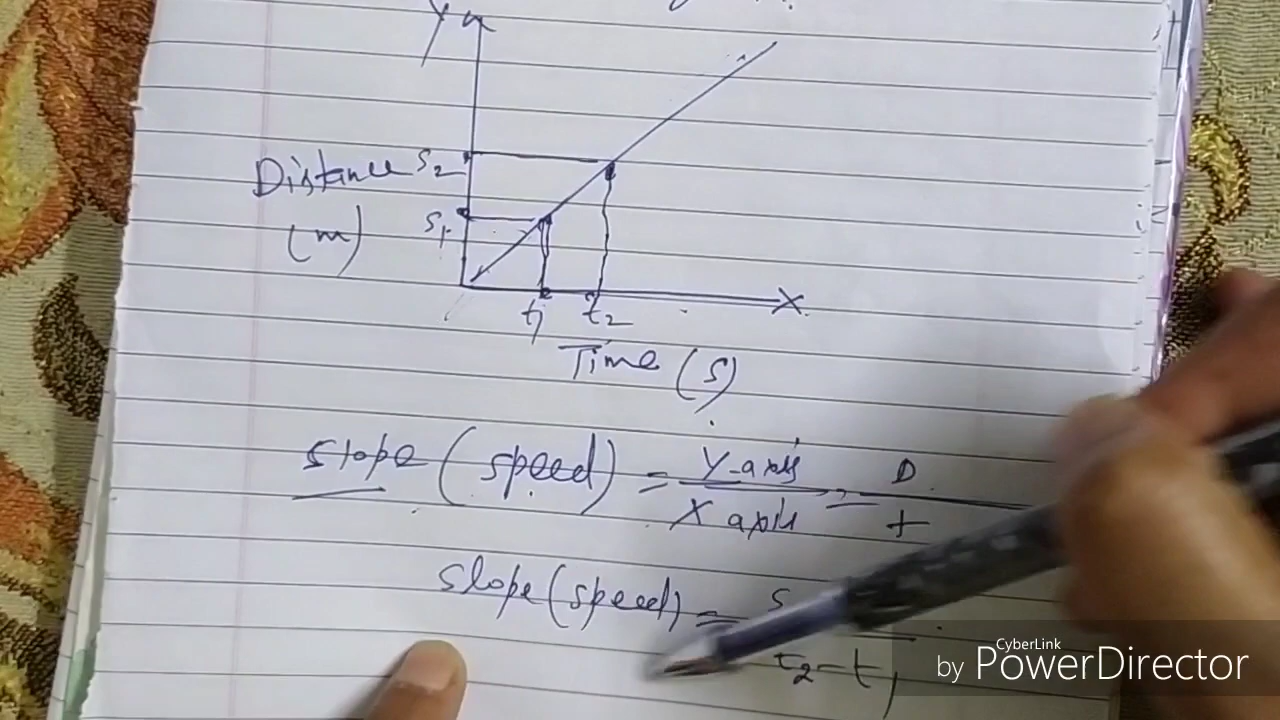 Y
Distance S2
(m)
S1
t1 t2
X
Time (s)
slope (speed) = Y-axis / X axis = D / t
slope (speed) = S / t2 - t1
CyberLink
by PowerDirector